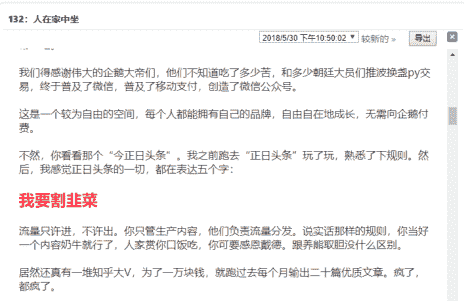 132：人在家中坐
2018/5/30 下午10:50:02 较新的 » 导出
我们得感谢伟大的企鹅大帝们，他们不知道吃了多少苦，和多少朝廷大员们推波换盏py交
易，终于普及了微信，普及了移动支付，创造了微信公众号。
这是一个较为自由的空间，每个人都能拥有自己的品牌，自由自在地成长，无需向企鹅付
费。
不然，你看看那个“今正日头条”。我之前跑去“正日头条”玩了玩，熟悉了下规则。然
后，我感觉正日头条的一切，都在表达五个字：
我要割韭菜
流量只许进，不许出。你只管生产内容，他们负责流量分发。说实话那样的规则，你当好
一个内容奶牛就行了，人家赏你口饭吃，你可要感恩戴德。跟养熊取胆没什么区别。
居然还真有一堆知乎大V，为了一万块钱，就跑过去每个月输出二十篇优质文章。疯了，
都疯了。